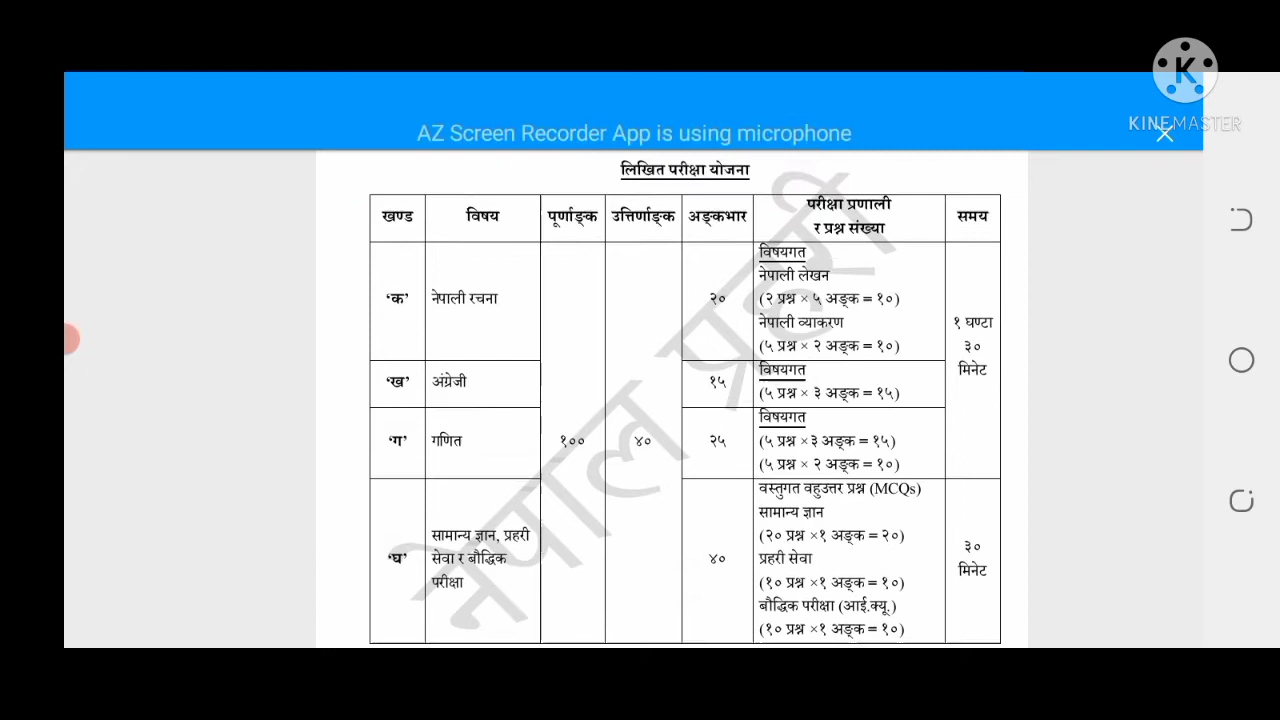 KINEMASTER
AZ Screen Recorder App is using microphone
लिखित परीक्षा योजना
खण्ड विषय पूर्णाङ्क उत्तिर्णाङ्क अङ्कभार परीक्षा प्रणाली र प्रश्न संख्या समय
'क' नेपाली रचना २०
विषयगत
नेपाली लेखन
(२ प्रश्न × ५ अङ्क = १०)
नेपाली व्याकरण
(५ प्रश्न × २ अङ्क = १०)
१ घण्टा
३०
मिनेट
'ख' अंग्रेजी १५
विषयगत
(५ प्रश्न × ३ अङ्क = १५)
'ग' गणित १०० ४० २५
विषयगत
(५ प्रश्न ×३ अङ्क = १५)
(५ प्रश्न × २ अङ्क = १०)
'घ'
सामान्य ज्ञान, प्रहरी
सेवा र बौद्धिक
परीक्षा
४०
वस्तुगत वहुउत्तर प्रश्न (MCQs)
सामान्य ज्ञान
(२० प्रश्न ×१ अङ्क = २०)
प्रहरी सेवा
(१० प्रश्न ×१ अङ्क = १०)
बौद्धिक परीक्षा (आई.क्यू.)
(१० प्रश्न ×१ अङ्क = १०)
३०
मिनेट
नेपाल प्रहरी